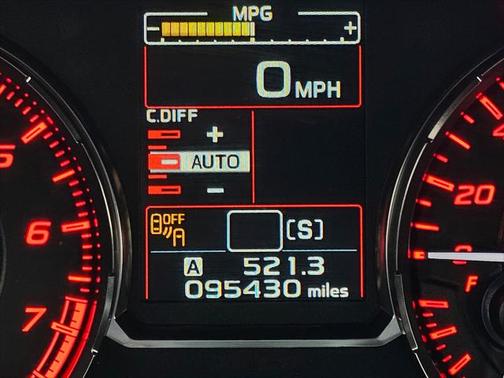 MPG
− +
0 MPH
C.DIFF
+
AUTO
−
OFF
A
[S]
5
6
7
20
F
A 521.3
095430 miles